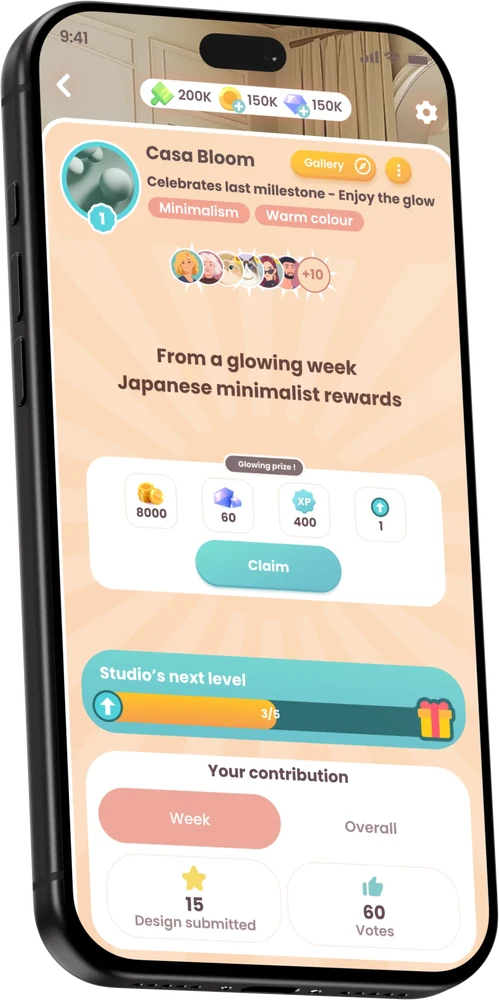 9:41
200K
150K
150K
Casa Bloom
Gallery
Celebrates last millestone - Enjoy the glow
Minimalism
Warm colour
1
+10
From a glowing week
Japanese minimalist rewards
Glowing prize !
8000
60
XP
400
1
Claim
Studio's next level
3/5
Your contribution
Week
Overall
15
Design submitted
60
Votes